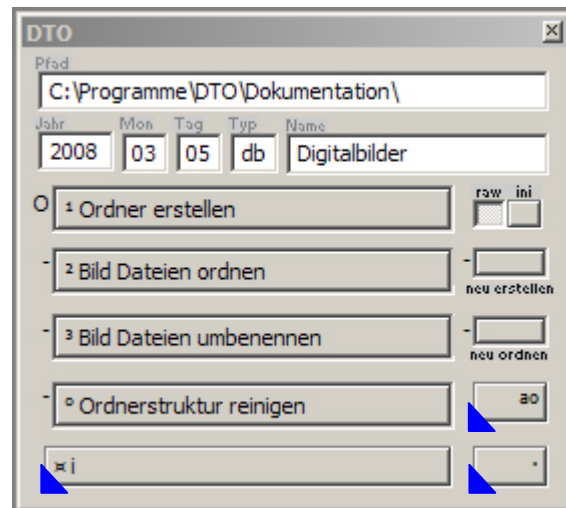 DTO
Pfad
C:\Programme\DTO\Dokumentation\
Jahr Mon Tag Typ Name
2008 03 05 db Digitalbilder
raw ini
O ¹ Ordner erstellen
- ² Bild Dateien ordnen -
neu erstellen
- ³ Bild Dateien umbenennen -
neu ordnen
- º Ordnerstruktur reinigen ao
¤ i ·